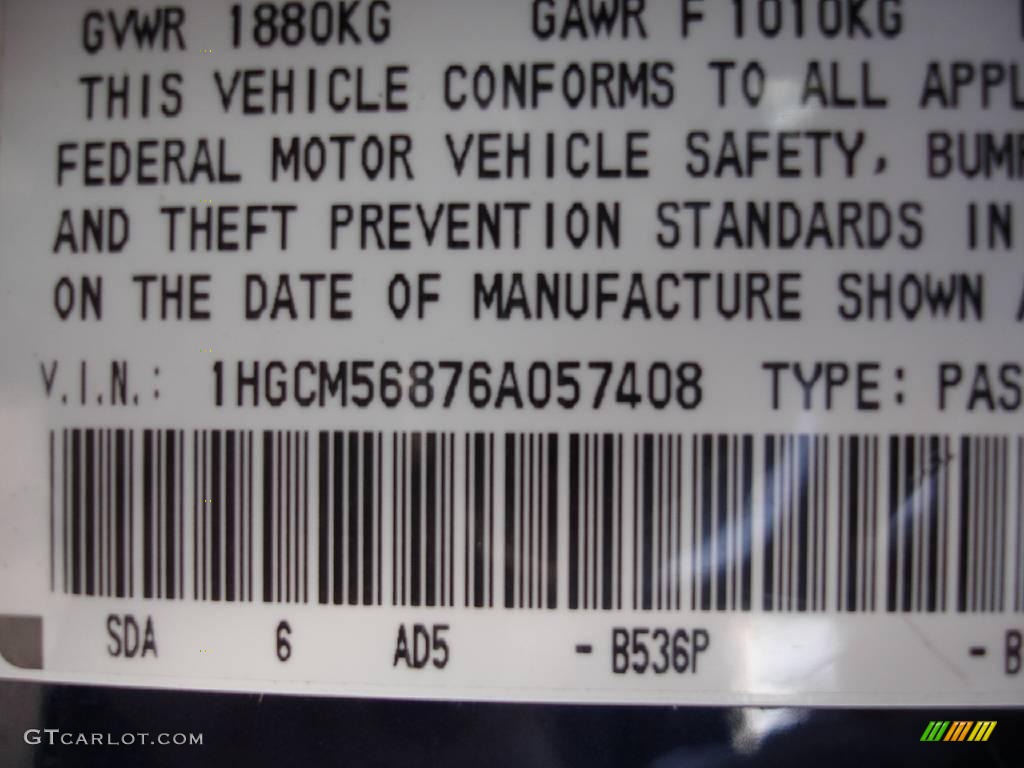 GVWR 1880KG GAWR F 1010KG
THIS VEHICLE CONFORMS TO ALL APPL
FEDERAL MOTOR VEHICLE SAFETY, BUM
AND THEFT PREVENTION STANDARDS IN
ON THE DATE OF MANUFACTURE SHOWN
V.I.N.: 1HGCM56876A057408 TYPE: PAS
SDA 6 AD5 - B536P - B
GTCARLOT.COM